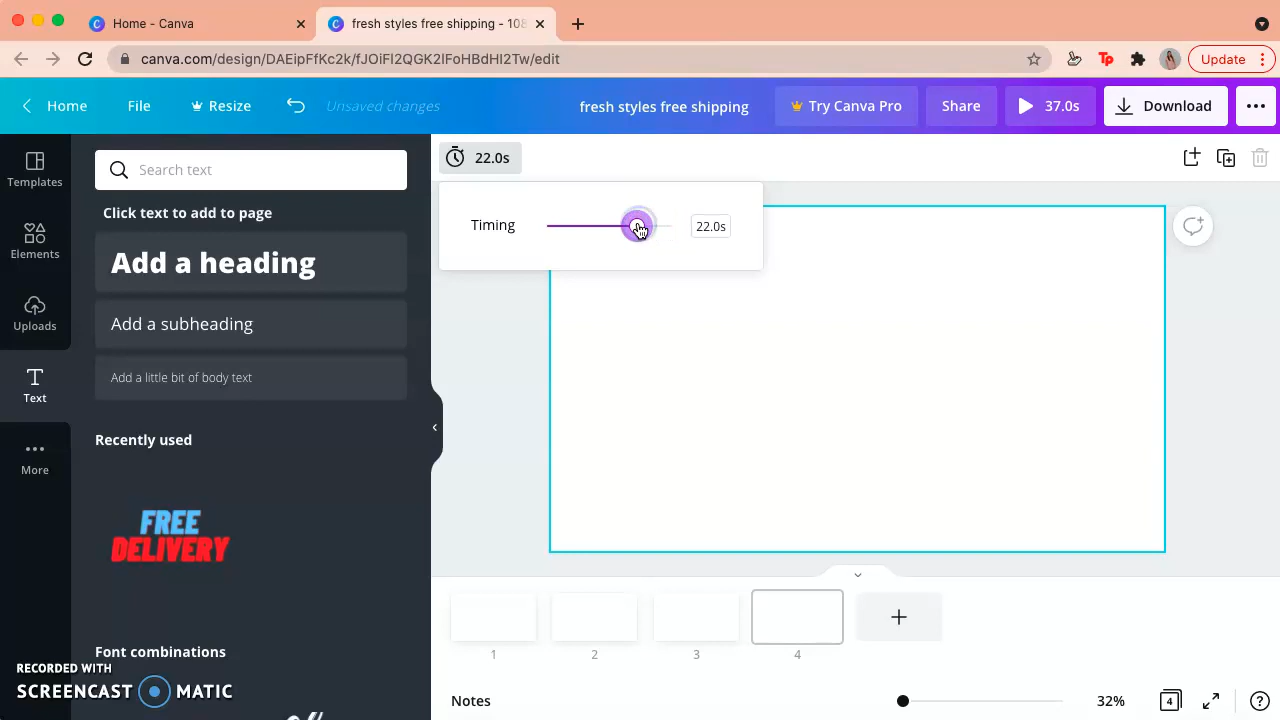 Home - Canva
fresh styles free shipping - 108
canva.com/design/DAEipFfKc2k/fJOiFl2QGK2lFoHBdHI2Tw/edit
Update
Home
File
Resize
Unsaved changes
fresh styles free shipping
Try Canva Pro
Share
37.0s
Download
Templates
Elements
Uploads
Text
More
Search text
Click text to add to page
Add a heading
Add a subheading
Add a little bit of body text
Recently used
FREE
DELIVERY
Font combinations
22.0s
Timing
22.0s
1
2
3
4
Notes
32%
4
RECORDED WITH
SCREENCAST MATIC